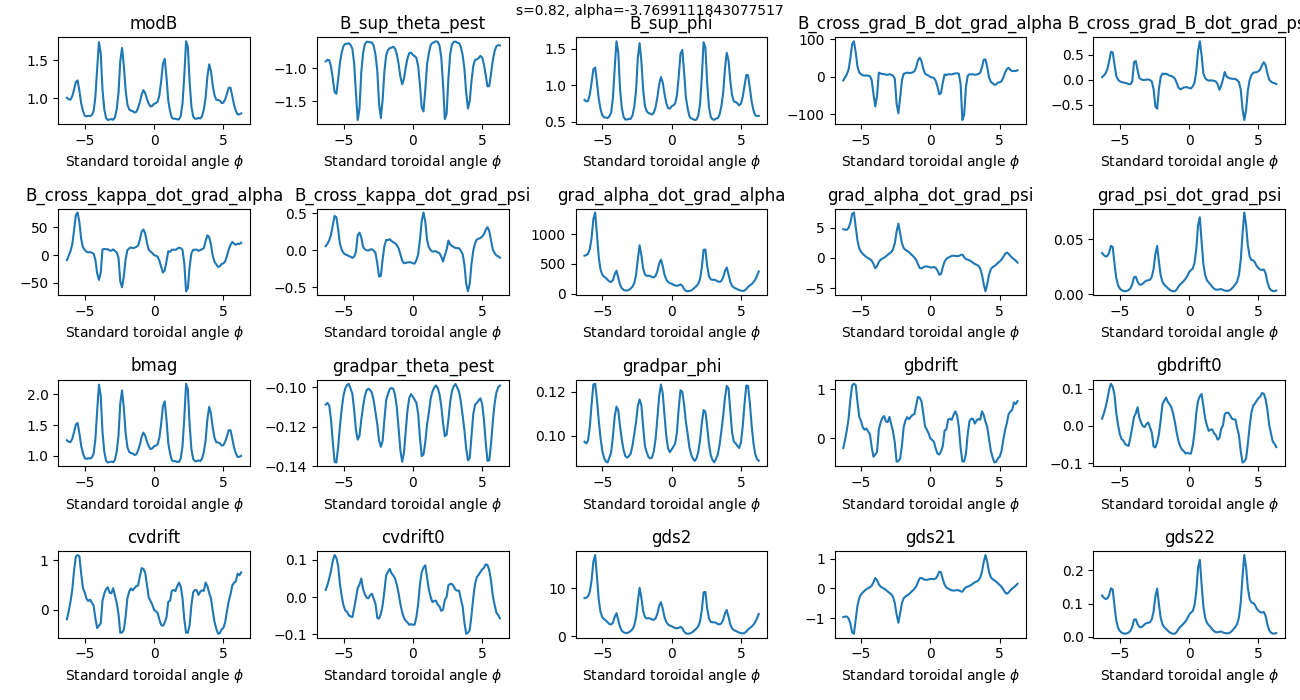 s=0.82, alpha=-3.7699111843077517
modB
B_sup_theta_pest
B_sup_phi
B_cross_grad_B_dot_grad_alpha
B_cross_grad_B_dot_grad_ps
1.5
1.0
−5
0
5
Standard toroidal angle ϕ
−1.0
−1.5
−5
0
5
Standard toroidal angle ϕ
1.5
1.0
0.5
−5
0
5
Standard toroidal angle ϕ
100
0
−100
−5
0
5
Standard toroidal angle ϕ
0.5
0.0
−0.5
−5
0
5
Standard toroidal angle ϕ
B_cross_kappa_dot_grad_alpha
B_cross_kappa_dot_grad_psi
grad_alpha_dot_grad_alpha
grad_alpha_dot_grad_psi
grad_psi_dot_grad_psi
50
0
−50
−5
0
5
Standard toroidal angle ϕ
0.5
0.0
−0.5
−5
0
5
Standard toroidal angle ϕ
1000
500
0
−5
0
5
Standard toroidal angle ϕ
5
0
−5
−5
0
5
Standard toroidal angle ϕ
0.05
0.00
−5
0
5
Standard toroidal angle ϕ
bmag
gradpar_theta_pest
gradpar_phi
gbdrift
gbdrift0
2.0
1.5
1.0
−5
0
5
Standard toroidal angle ϕ
−0.10
−0.12
−0.14
−5
0
5
Standard toroidal angle ϕ
0.12
0.10
−5
0
5
Standard toroidal angle ϕ
1
0
−5
0
5
Standard toroidal angle ϕ
0.1
0.0
−0.1
−5
0
5
Standard toroidal angle ϕ
cvdrift
cvdrift0
gds2
gds21
gds22
1
0
−5
0
5
Standard toroidal angle ϕ
0.1
0.0
−0.1
−5
0
5
Standard toroidal angle ϕ
10
0
−5
0
5
Standard toroidal angle ϕ
1
0
−1
−5
0
5
Standard toroidal angle ϕ
0.2
0.1
0.0
−5
0
5
Standard toroidal angle ϕ